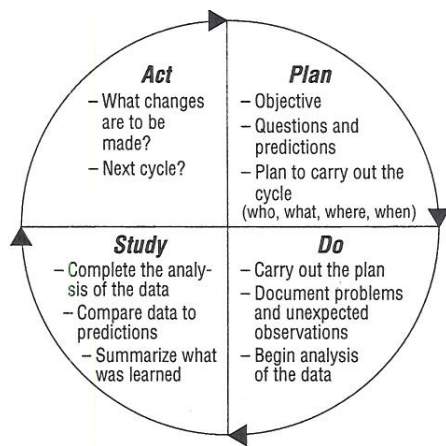 Act
– What changes
are to be
made?
– Next cycle?
Plan
– Objective
– Questions and
predictions
– Plan to carry out the
cycle
(who, what, where, when)
Study
– Complete the analy-
sis of the data
– Compare data to
predictions
– Summarize what
was learned
Do
– Carry out the plan
– Document problems
and unexpected
observations
– Begin analysis
of the data